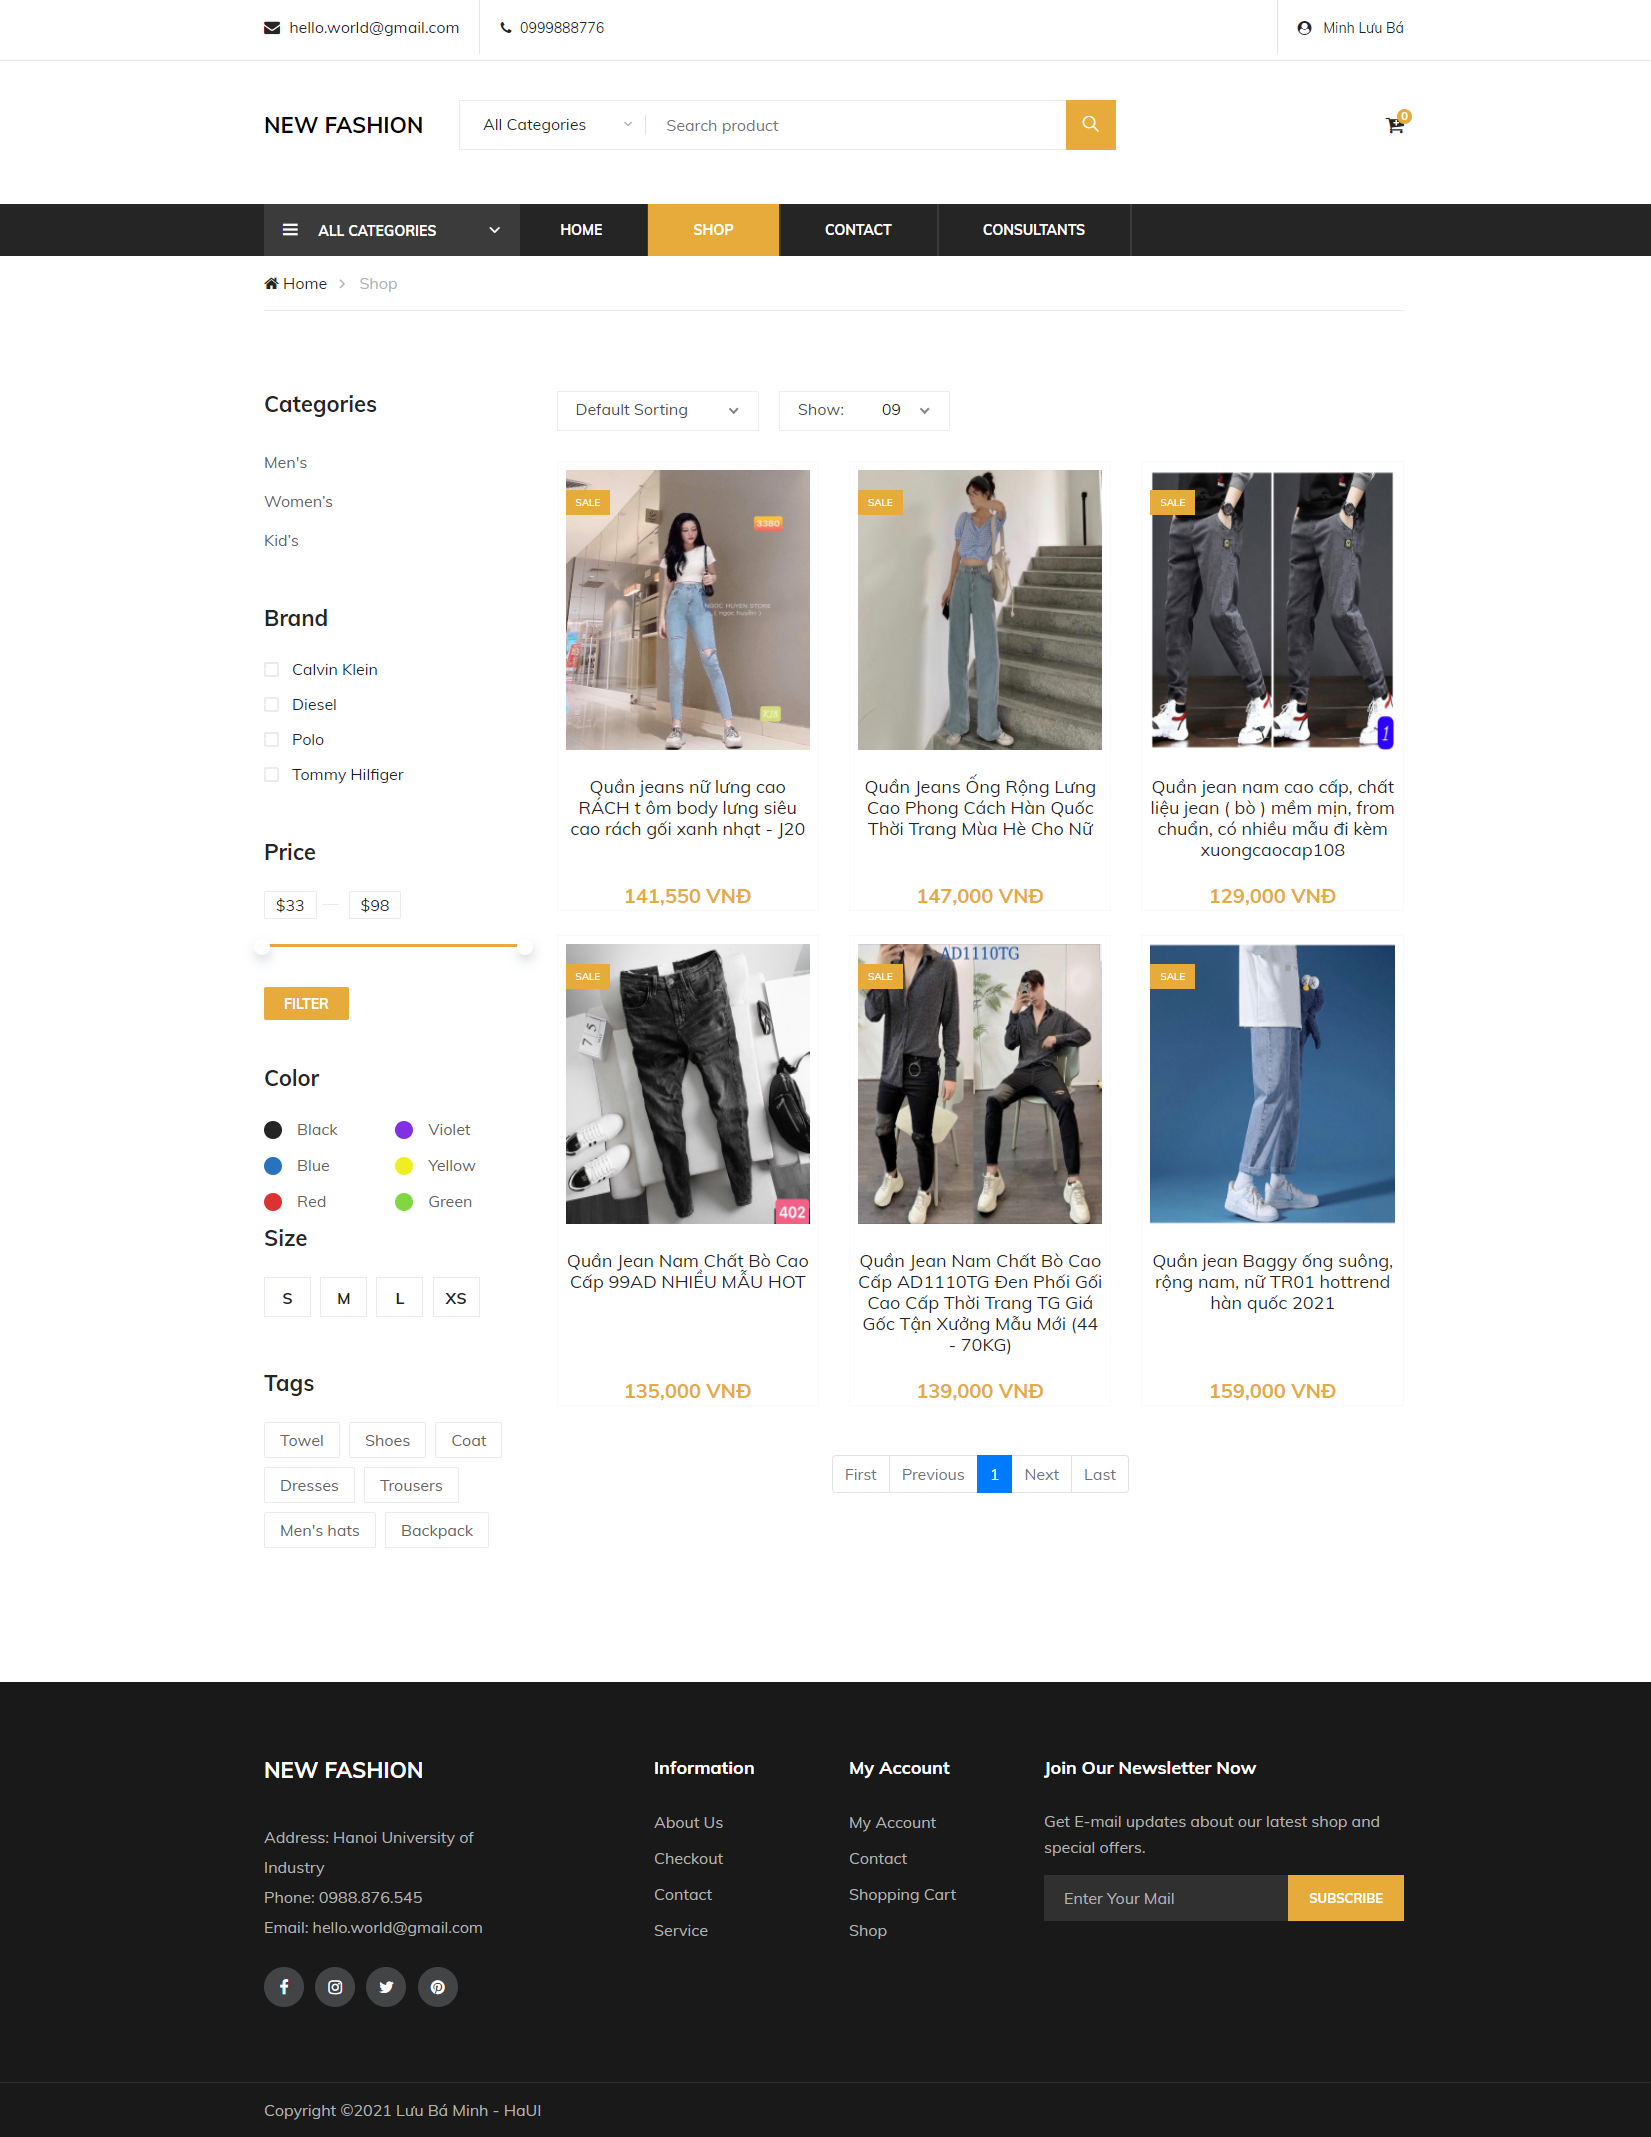 hello.world@gmail.com
0999888776
Minh Lưu Bá
NEW FASHION
All Categories
Search product
0
ALL CATEGORIES
HOME
SHOP
CONTACT
CONSULTANTS
Home
Shop
Categories
Men's
Women's
Kid's
Brand
Calvin Klein
Diesel
Polo
Tommy Hilfiger
Price
$33
$98
FILTER
Color
Black
Violet
Blue
Yellow
Red
Green
Size
S
M
L
XS
Tags
Towel
Shoes
Coat
Dresses
Trousers
Men's hats
Backpack
Default Sorting
Show:
09
SALE
3380
NGOC HUYEN STORE
( ngoc huyền )
Quần jeans nữ lưng cao
RÁCH t ôm body lưng siêu
cao rách gối xanh nhạt - J20
141,550 VNĐ
SALE
Quần Jeans Ống Rộng Lưng
Cao Phong Cách Hàn Quốc
Thời Trang Mùa Hè Cho Nữ
147,000 VNĐ
SALE
1
Quần jean nam cao cấp, chất
liệu jean ( bò ) mềm mịn, from
chuẩn, có nhiều mẫu đi kèm
xuongcaocap108
129,000 VNĐ
SALE
7 5
402
Quần Jean Nam Chất Bò Cao
Cấp 99AD NHIỀU MẪU HOT
135,000 VNĐ
AD1110TG
SALE
Quần Jean Nam Chất Bò Cao
Cấp AD1110TG Đen Phối Gối
Cao Cấp Thời Trang TG Giá
Gốc Tận Xưởng Mẫu Mới (44
- 70KG)
139,000 VNĐ
SALE
Quần jean Baggy ống suông,
rộng nam, nữ TR01 hottrend
hàn quốc 2021
159,000 VNĐ
First
Previous
1
Next
Last
NEW FASHION
Address: Hanoi University of
Industry
Phone: 0988.876.545
Email: hello.world@gmail.com
Information
About Us
Checkout
Contact
Service
My Account
My Account
Contact
Shopping Cart
Shop
Join Our Newsletter Now
Get E-mail updates about our latest shop and
special offers.
Enter Your Mail
SUBSCRIBE
Copyright ©2021 Lưu Bá Minh - HaUI